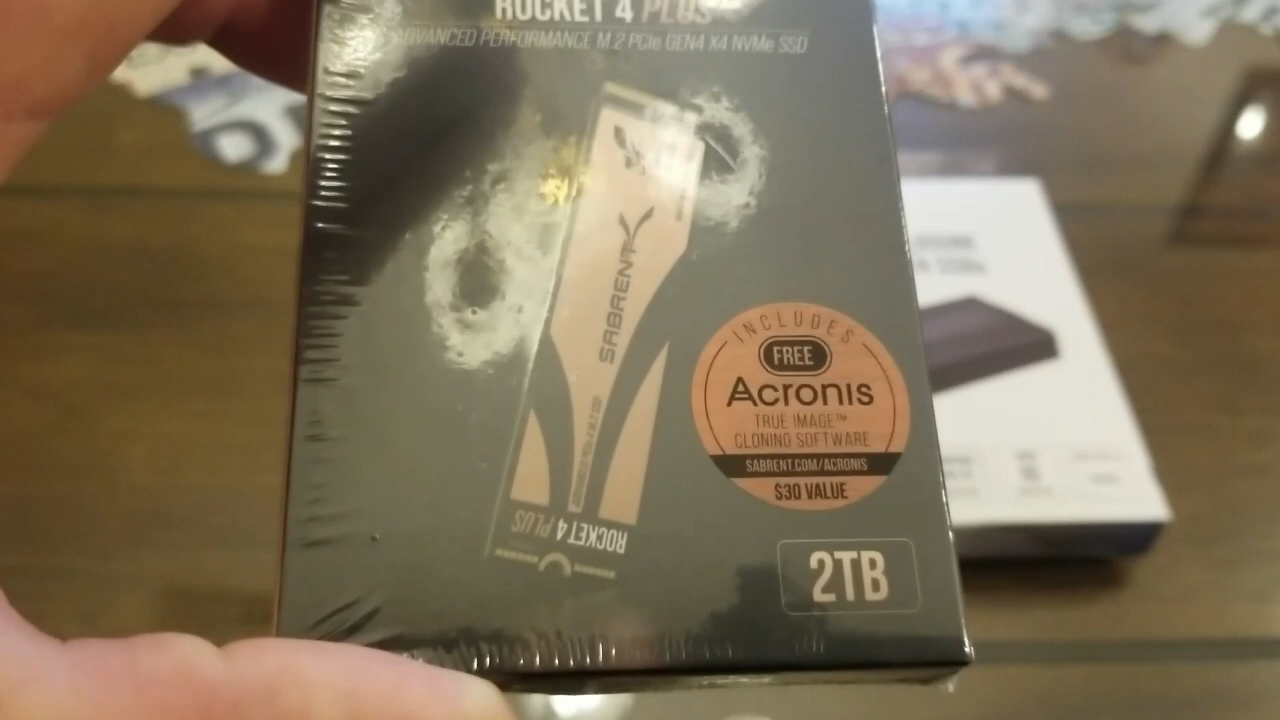 ROCKET 4 PLUS
ADVANCED PERFORMANCE M.2 PCIe GEN4 X4 NVMe SSD
SABRENT
ROCKET 4 PLUS
INCLUDES
FREE
Acronis
TRUE IMAGE™
CLONING SOFTWARE
SABRENT.COM/ACRONIS
$30 VALUE
2TB